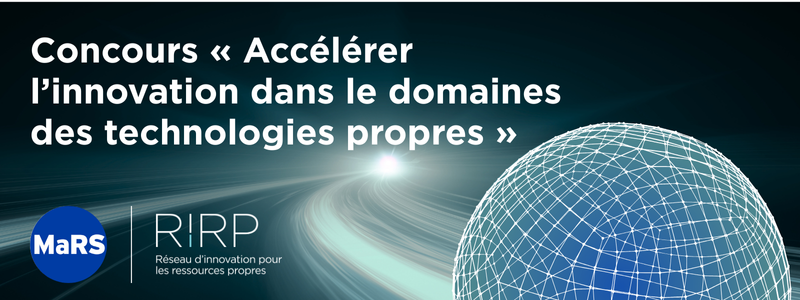 Concours « Accélérer
l’innovation dans le domaines
des technologies propres »
MaRS
RiRP
Réseau d’innovation pour
les ressources propres